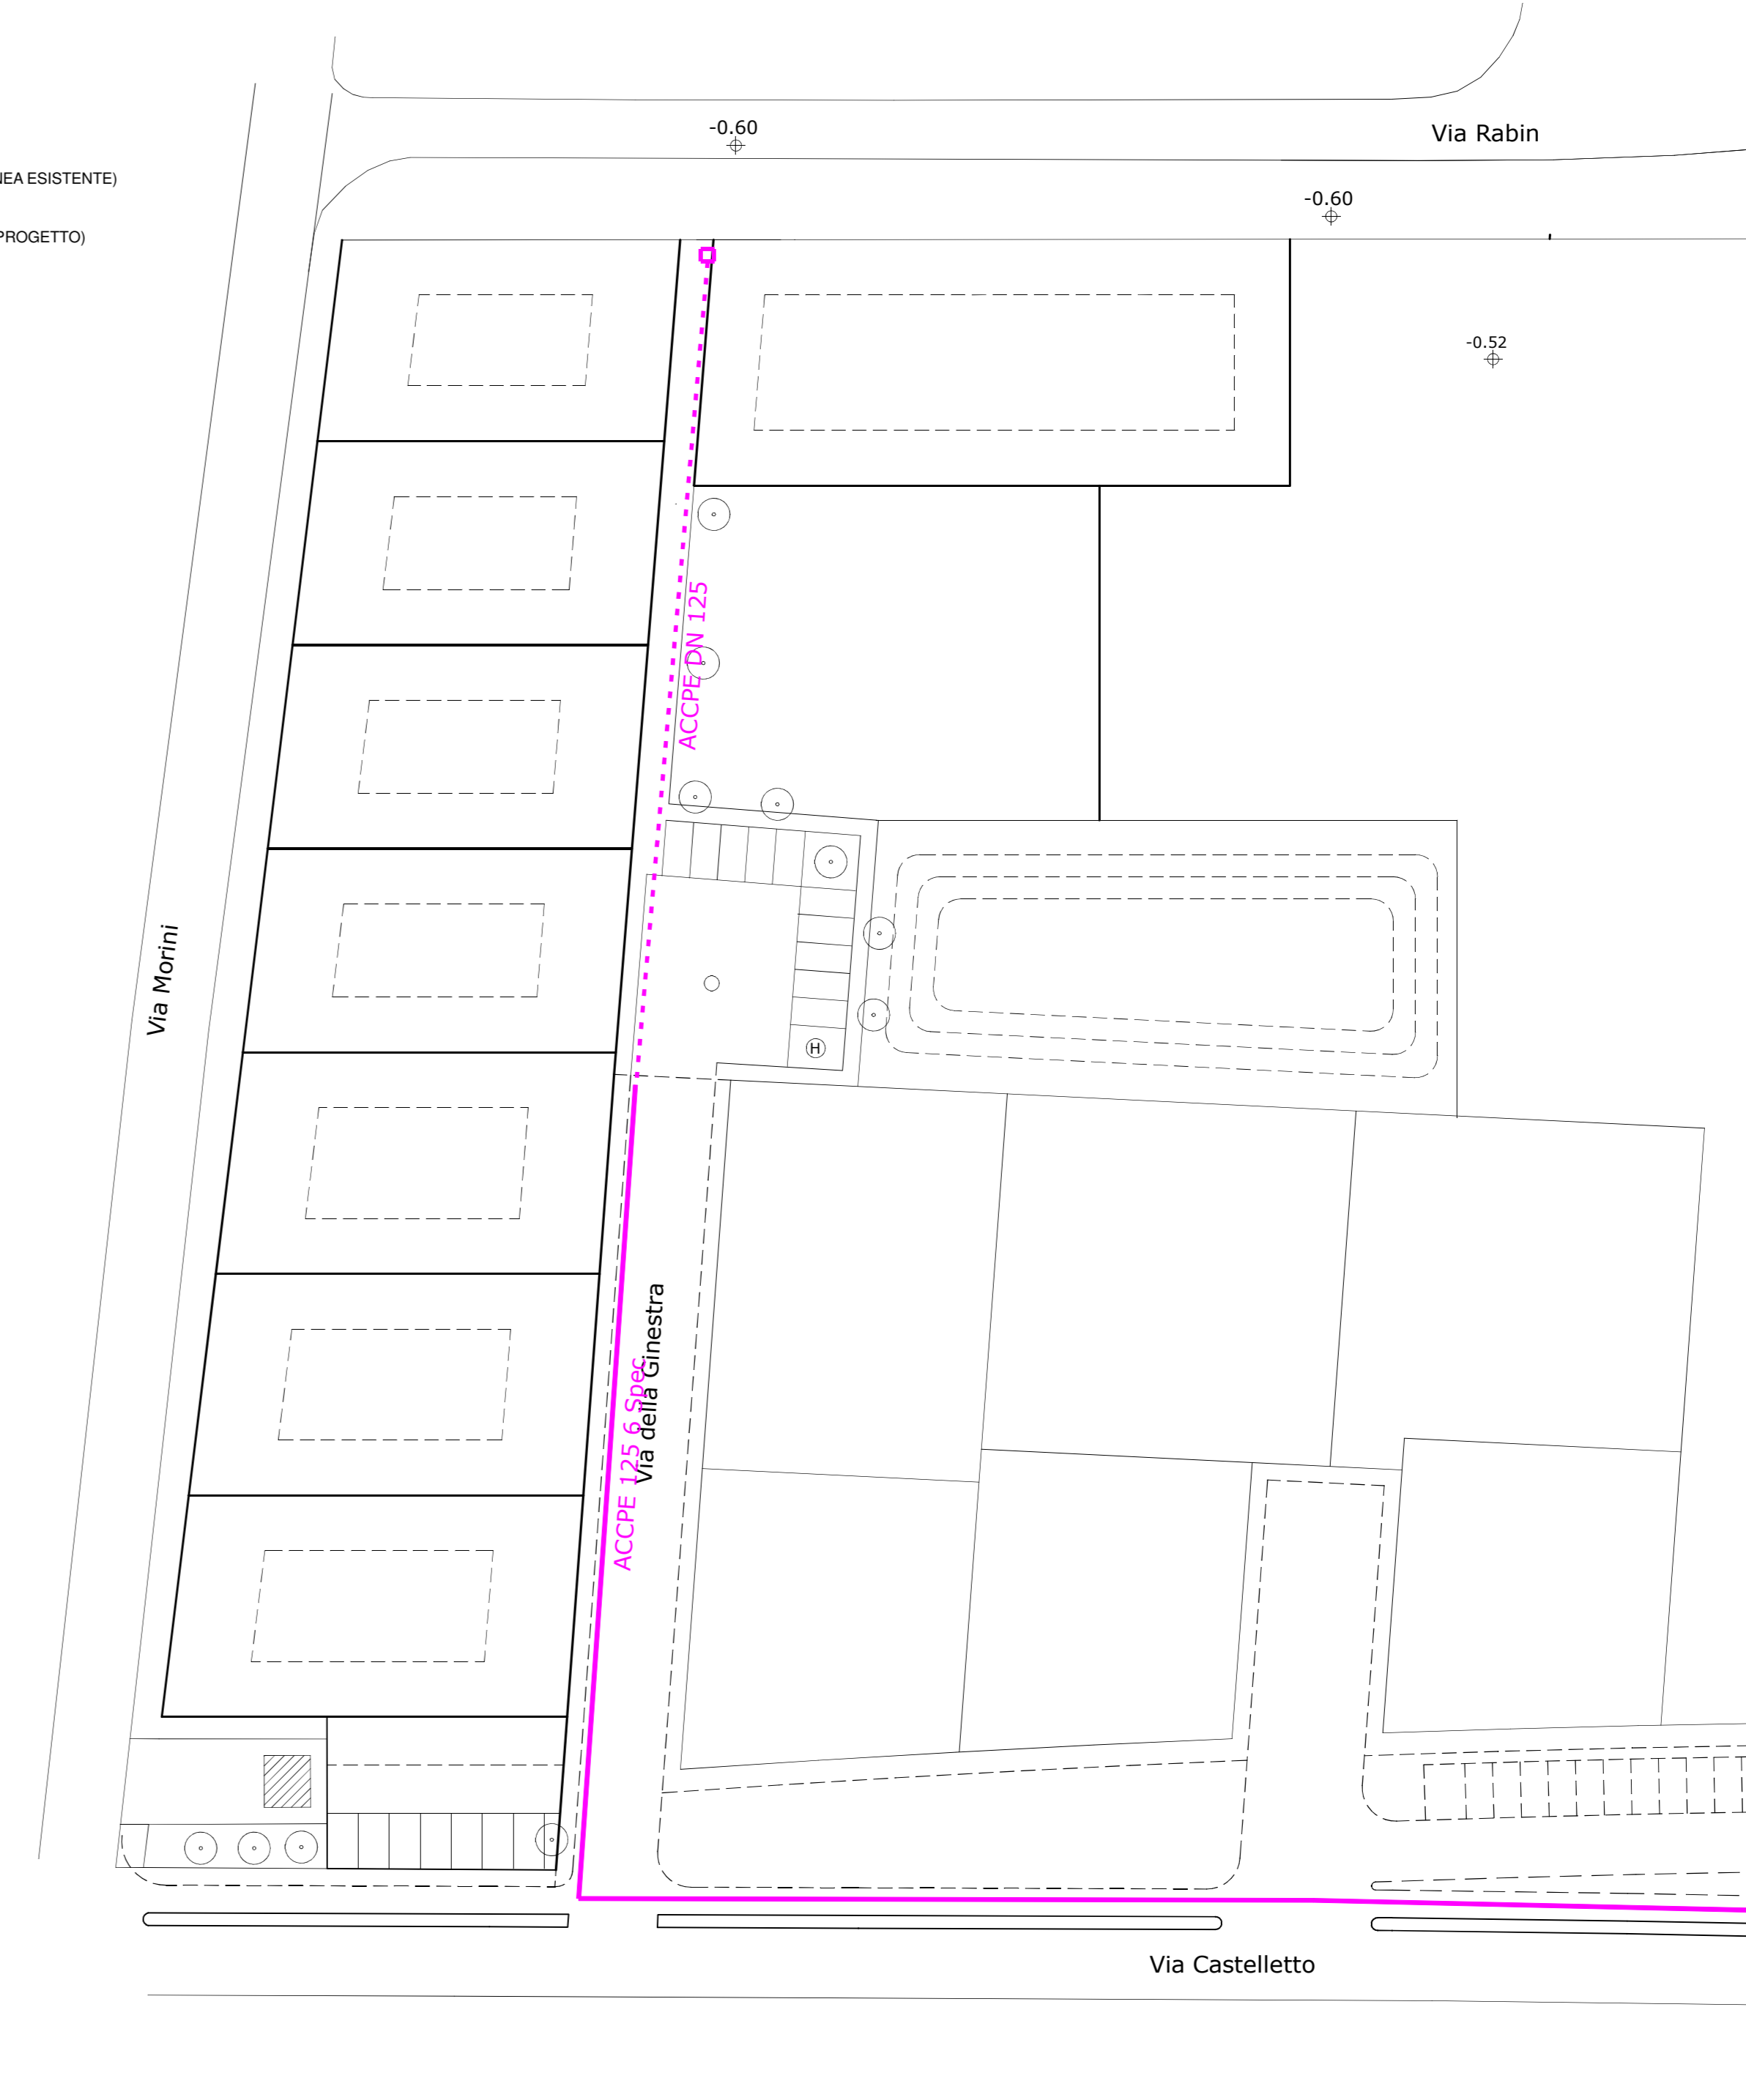 -0.60
Via Rabin
NEA ESISTENTE)
-0.60
PROGETTO)
-0.52
ACCPE DN 125
Via Morini
H
Via della Ginestra
ACCPE 125 6 Spec
Via Castelletto